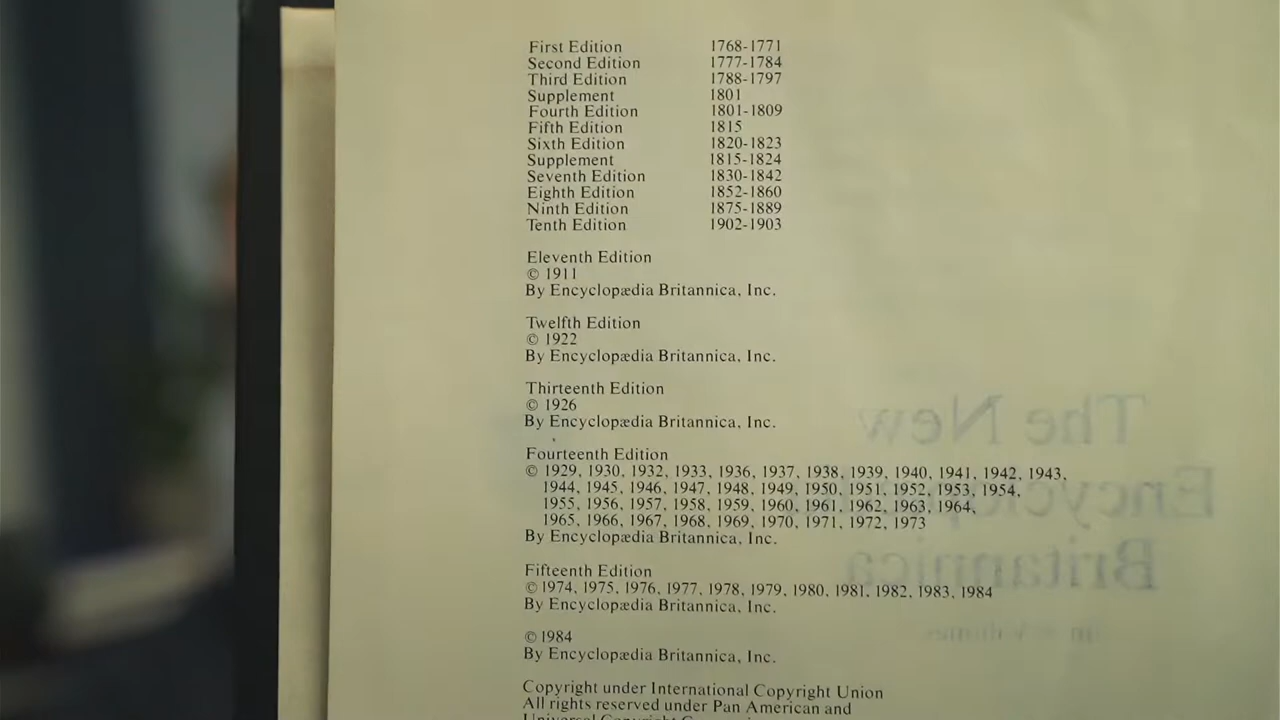 First Edition 1768-1771
Second Edition 1777-1784
Third Edition 1788-1797
Supplement 1801
Fourth Edition 1801-1809
Fifth Edition 1815
Sixth Edition 1820-1823
Supplement 1815-1824
Seventh Edition 1830-1842
Eighth Edition 1852-1860
Ninth Edition 1875-1889
Tenth Edition 1902-1903
Eleventh Edition
© 1911
By Encyclopædia Britannica, Inc.
Twelfth Edition
© 1922
By Encyclopædia Britannica, Inc.
Thirteenth Edition
© 1926
By Encyclopædia Britannica, Inc.
Fourteenth Edition
© 1929, 1930, 1932, 1933, 1936, 1937, 1938, 1939, 1940, 1941, 1942, 1943,
1944, 1945, 1946, 1947, 1948, 1949, 1950, 1951, 1952, 1953, 1954,
1955, 1956, 1957, 1958, 1959, 1960, 1961, 1962, 1963, 1964,
1965, 1966, 1967, 1968, 1969, 1970, 1971, 1972, 1973
By Encyclopædia Britannica, Inc.
Fifteenth Edition
© 1974, 1975, 1976, 1977, 1978, 1979, 1980, 1981, 1982, 1983, 1984
By Encyclopædia Britannica, Inc.
© 1984
By Encyclopædia Britannica, Inc.
Copyright under International Copyright Union
All rights reserved under Pan American and
Universal Copyright
The New
Encyclopædia
Britannica